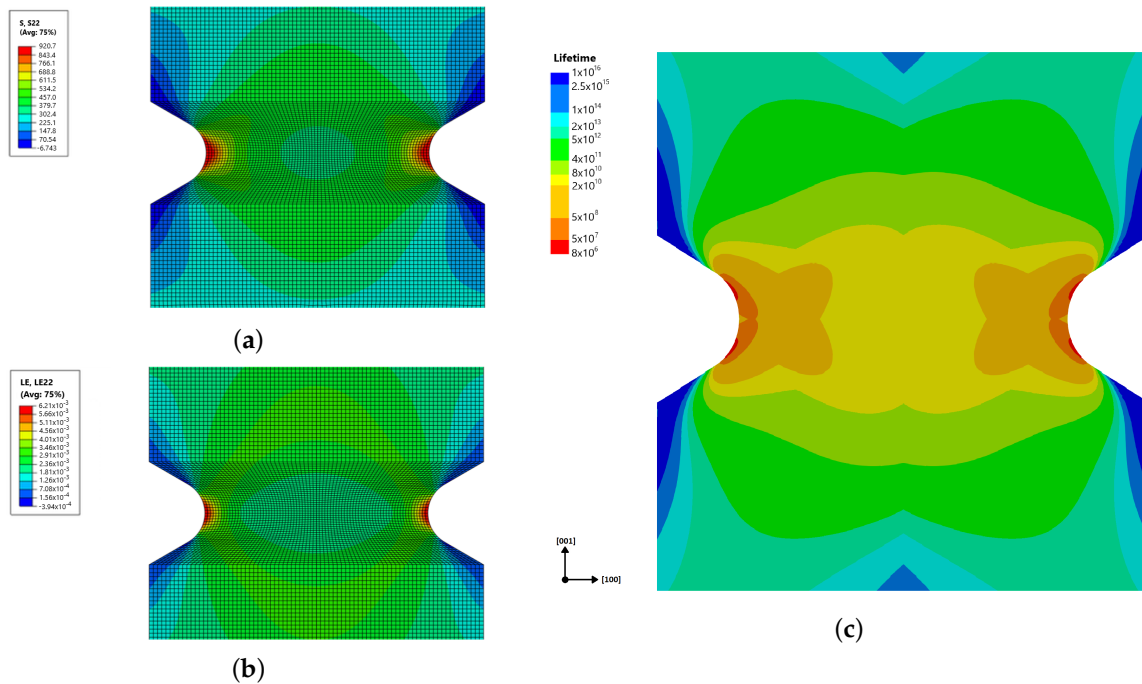 S, S22
(Avg: 75%)
920.7
843.4
766.1
688.8
611.5
534.2
457.0
379.7
302.4
225.1
147.8
70.54
-6.743
(a)
LE, LE22
(Avg: 75%)
6.21x10⁻³
5.66x10⁻³
5.11x10⁻³
4.56x10⁻³
4.01x10⁻³
3.46x10⁻³
2.91x10⁻³
2.36x10⁻³
1.81x10⁻³
1.26x10⁻³
7.08x10⁻⁴
1.56x10⁻⁴
-3.94x10⁻⁴
(b)
Lifetime
1x10¹⁶
2.5x10¹⁵
1x10¹⁴
2x10¹³
5x10¹²
4x10¹¹
8x10¹⁰
2x10¹⁰
5x10⁸
5x10⁷
8x10⁶
[001]
[100]
(c)